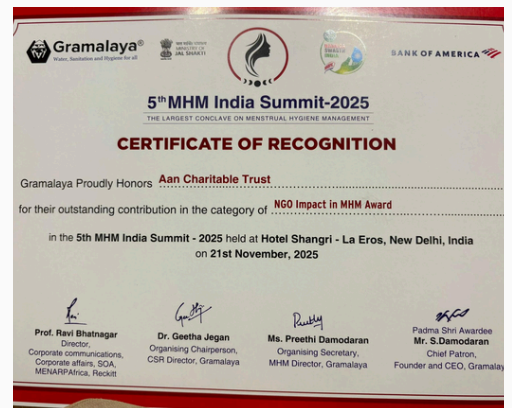 Gramalaya®
Water, Sanitation and Hygiene for all
MINISTRY OF
JAL SHAKTI
BANK OF AMERICA
5th MHM India Summit-2025
THE LARGEST CONCLAVE ON MENSTRUAL HYGIENE MANAGEMENT
CERTIFICATE OF RECOGNITION
Gramalaya Proudly Honors Aan Charitable Trust
for their outstanding contribution in the category of NGO Impact in MHM Award
in the 5th MHM India Summit - 2025 held at Hotel Shangri - La Eros, New Delhi, India
on 21st November, 2025
Prof. Ravi Bhatnagar
Director,
Corporate communications,
Corporate affairs, SOA,
MENARPAfrica, Reckitt
Dr. Geetha Jegan
Organising Chairperson,
CSR Director, Gramalaya
Ms. Preethi Damodaran
Organising Secretary,
MHM Director, Gramalaya
Padma Shri Awardee
Mr. S.Damodaran
Chief Patron,
Founder and CEO, Gramalay